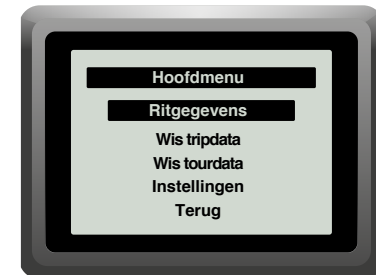 Hoofdmenu
Ritgegevens
Wis tripdata
Wis tourdata
Instellingen
Terug